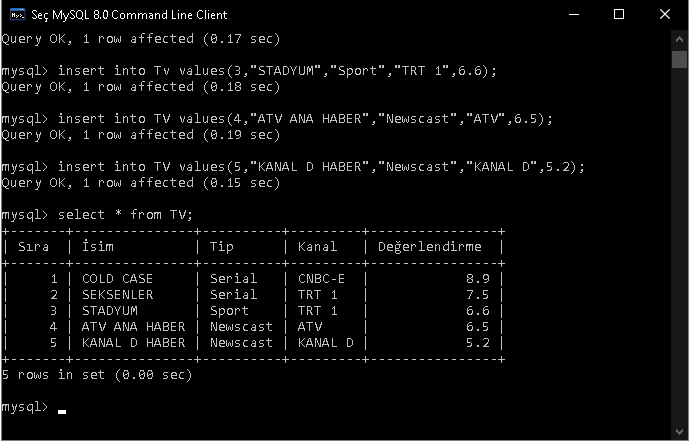 Seç MySQL 8.0 Command Line Client
Query OK, 1 row affected (0.17 sec)
mysql> insert into Tv values(3,"STADYUM","Sport","TRT 1",6.6);
Query OK, 1 row affected (0.18 sec)
mysql> insert into TV values(4,"ATV ANA HABER","Newscast","ATV",6.5);
Query OK, 1 row affected (0.19 sec)
mysql> insert into TV values(5,"KANAL D HABER","Newscast","KANAL D",5.2);
Query OK, 1 row affected (0.15 sec)
mysql> select * from TV;
+-------+---------------+----------+---------+----------------+
| Sıra | İsim | Tip | Kanal | Değerlendirme |
+-------+---------------+----------+---------+----------------+
| 1 | COLD CASE | Serial | CNBC-E | 8.9 |
| 2 | SEKSENLER | Serial | TRT 1 | 7.5 |
| 3 | STADYUM | Sport | TRT 1 | 6.6 |
| 4 | ATV ANA HABER | Newscast | ATV | 6.5 |
| 5 | KANAL D HABER | Newscast | KANAL D | 5.2 |
+-------+---------------+----------+---------+----------------+
5 rows in set (0.00 sec)
mysql> _